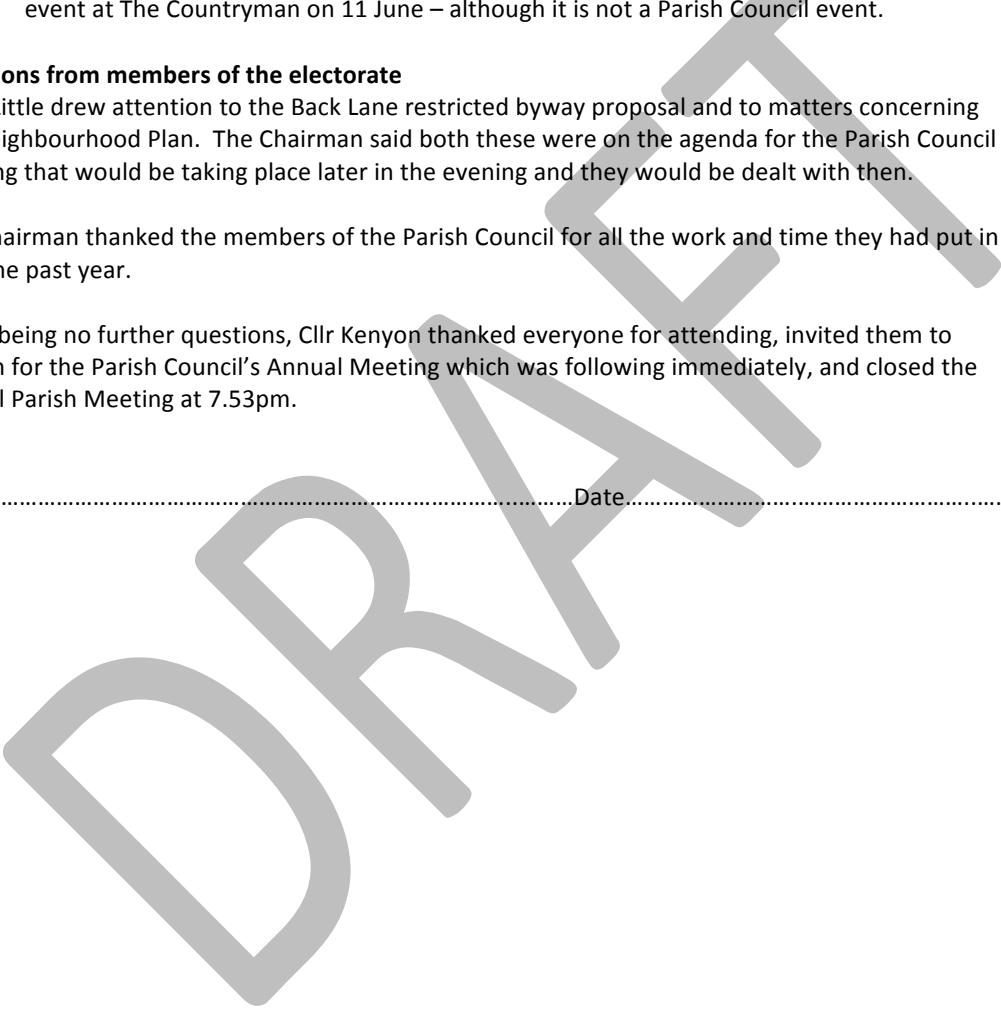 event at The Countryman on 11 June – although it is not a Parish Council event.
ons from members of the electorate
ittle drew attention to the Back Lane restricted byway proposal and to matters concerning
ighbourhood Plan.  The Chairman said both these were on the agenda for the Parish Council
ng that would be taking place later in the evening and they would be dealt with then.
airman thanked the members of the Parish Council for all the work and time they had put in
ne past year.
being no further questions, Cllr Kenyon thanked everyone for attending, invited them to
n for the Parish Council’s Annual Meeting which was following immediately, and closed the
l Parish Meeting at 7.53pm.
……………………………………………………………………………………Date……………………………………………………
DRAFT